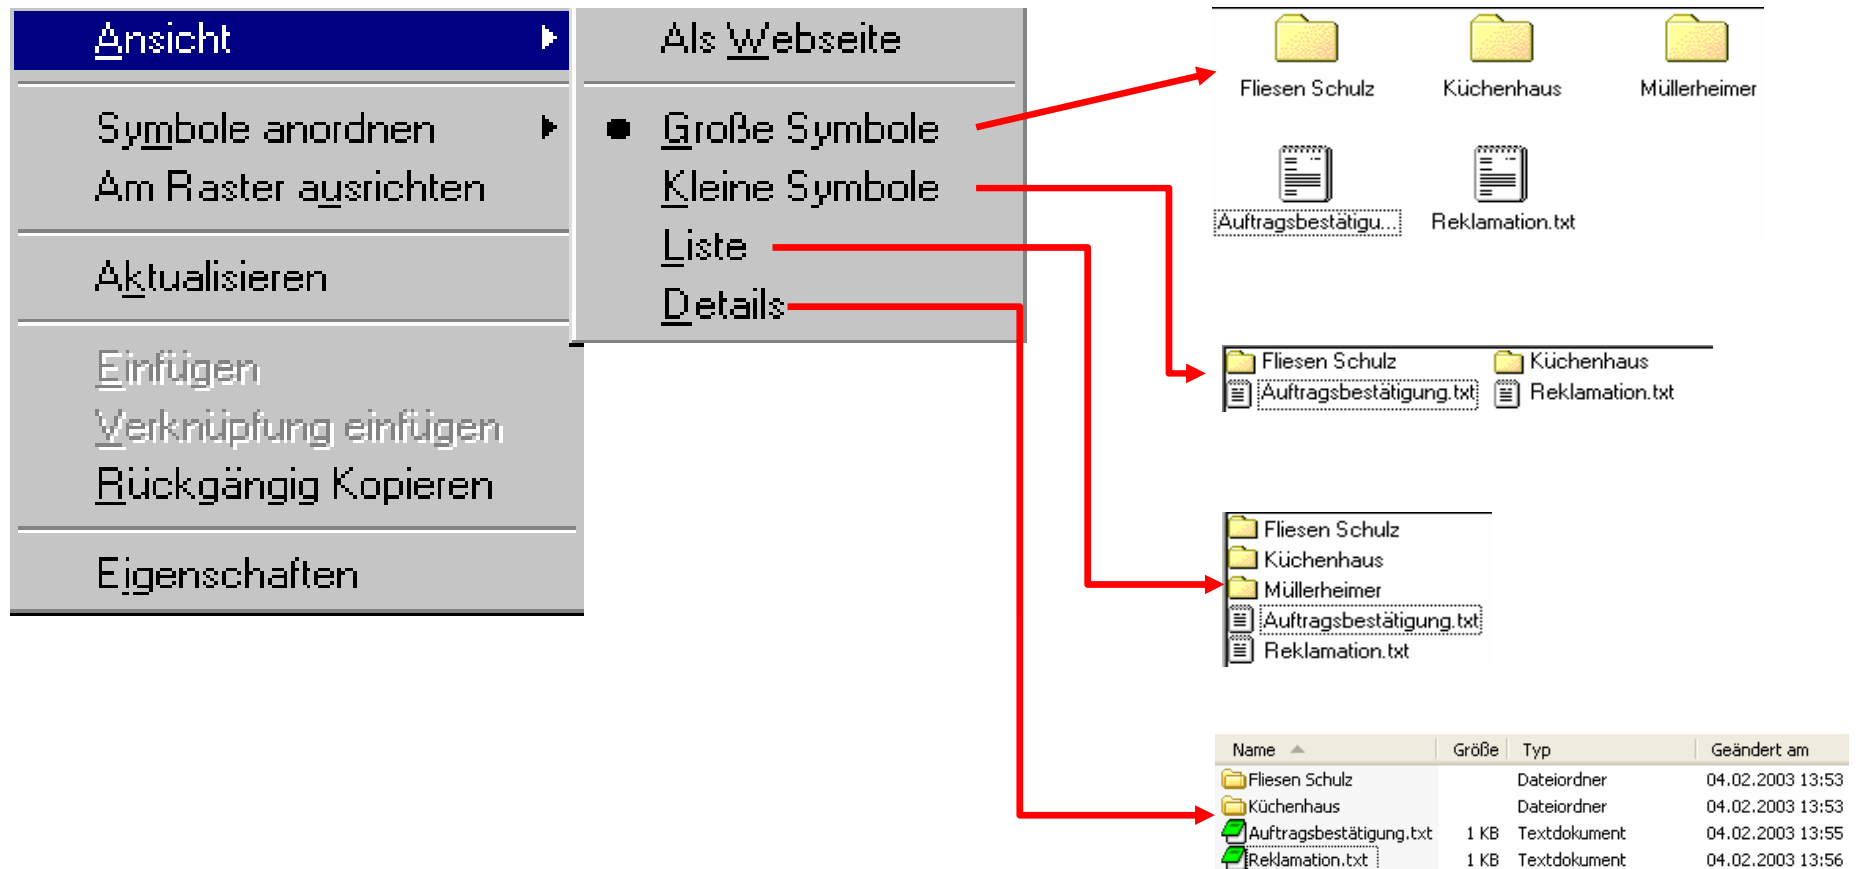 Ansicht
Symbole anordnen
Am Raster ausrichten
Aktualisieren
Einfügen
Verknüpfung einfügen
Rückgängig Kopieren
Eigenschaften
Als Webseite
Große Symbole
Kleine Symbole
Liste
Details
Fliesen Schulz Küchenhaus Müllerheimer
Auftragsbestätigu... Reklamation.txt
Fliesen Schulz Küchenhaus
Auftragsbestätigung.txt Reklamation.txt
Fliesen Schulz
Küchenhaus
Müllerheimer
Auftragsbestätigung.txt
Reklamation.txt
Name Größe Typ Geändert am
Fliesen Schulz Dateiordner 04.02.2003 13:53
Küchenhaus Dateiordner 04.02.2003 13:53
Auftragsbestätigung.txt 1 KB Textdokument 04.02.2003 13:55
Reklamation.txt 1 KB Textdokument 04.02.2003 13:56